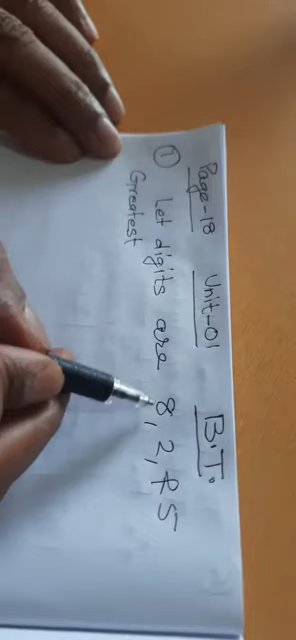 Page-18 Unit-01 B.T.
① Let digits are 8, 2, & 5
Greatest